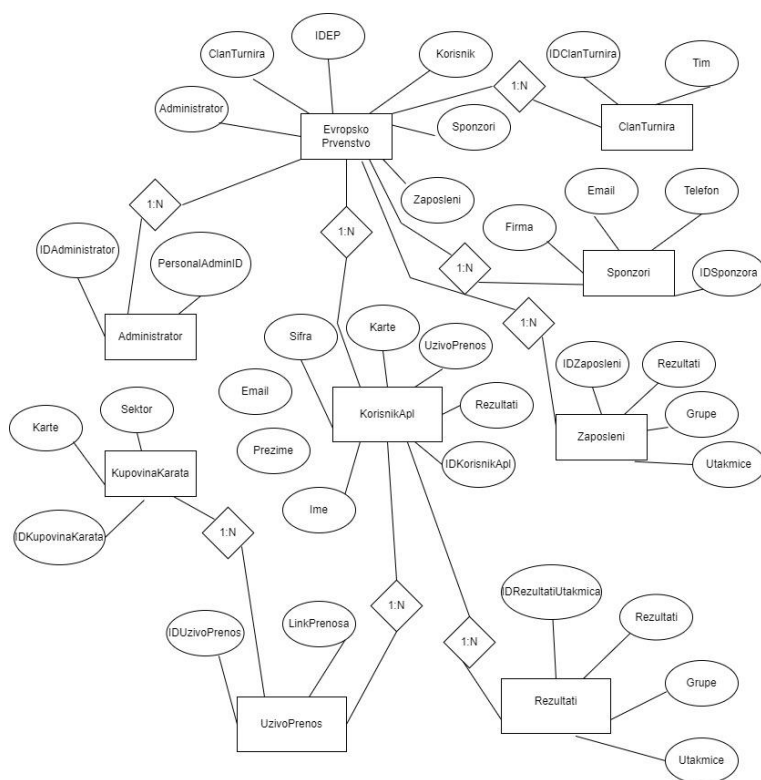 IDEP
ClanTurnira
Korisnik
IDClanTurnira
Tim
1:N
Administrator
Evropsko
Prvenstvo
Sponzori
ClanTurnira
1:N
Zaposleni
Email
Telefon
1:N
Firma
IDAdministrator
PersonalAdminID
1:N
Sponzori
IDSponzora
Administrator
Sifra
Karte
1:N
UzivoPrenos
IDZaposleni
Rezultati
Email
KorisnikApl
Rezultati
Grupe
Karte
Sektor
Zaposleni
Prezime
KupovinaKarata
IDKorisnikApl
Utakmice
Ime
IDKupovinaKarata
1:N
IDRezultatiUtakmica
1:N
Rezultati
IDUzivoPrenos
LinkPrenosa
1:N
Grupe
Rezultati
UzivoPrenos
Utakmice